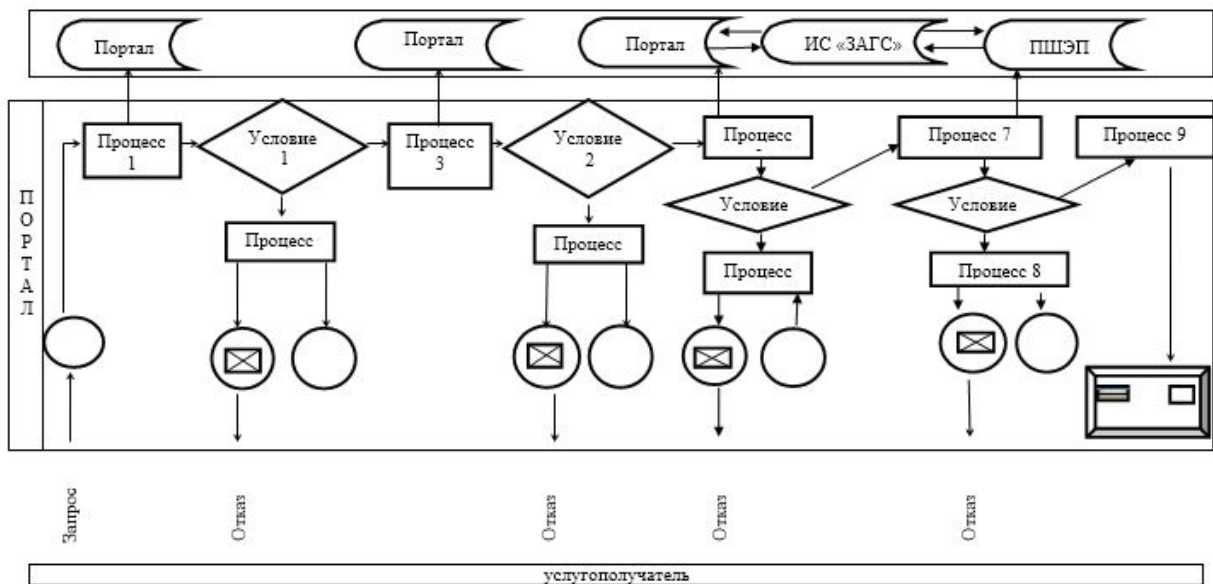 Портал
Портал
Портал
ИС «ЗАГС»
ПШЭП
ПОРТАЛ
Процесс
1
Условие
1
Процесс
3
Условие
2
Процесс
Процесс 7
Процесс 9
Условие
Условие
Процесс
Процесс
Процесс
Процесс 8
Запрос
Отказ
Отказ
Отказ
Отказ
услугополучатель